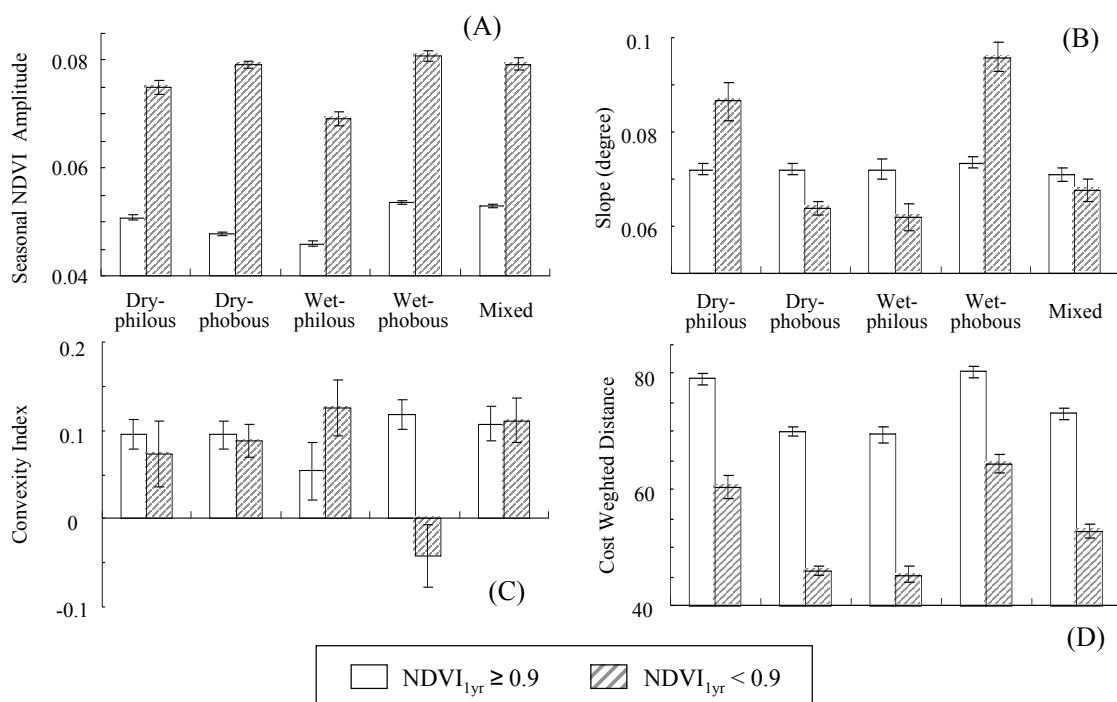 (A)
Seasonal NDVI Amplitude
0.08
0.06
0.04
Dry-
philous
Dry-
phobous
Wet-
philous
Wet-
phobous
Mixed
(B)
Slope (degree)
0.1
0.08
0.06
Dry-
philous
Dry-
phobous
Wet-
philous
Wet-
phobous
Mixed
Convexity Index
0.2
0.1
0
-0.1
(C)
Cost Weghted Distance
80
60
40
(D)
NDVI1yr ≥ 0.9
NDVI1yr < 0.9